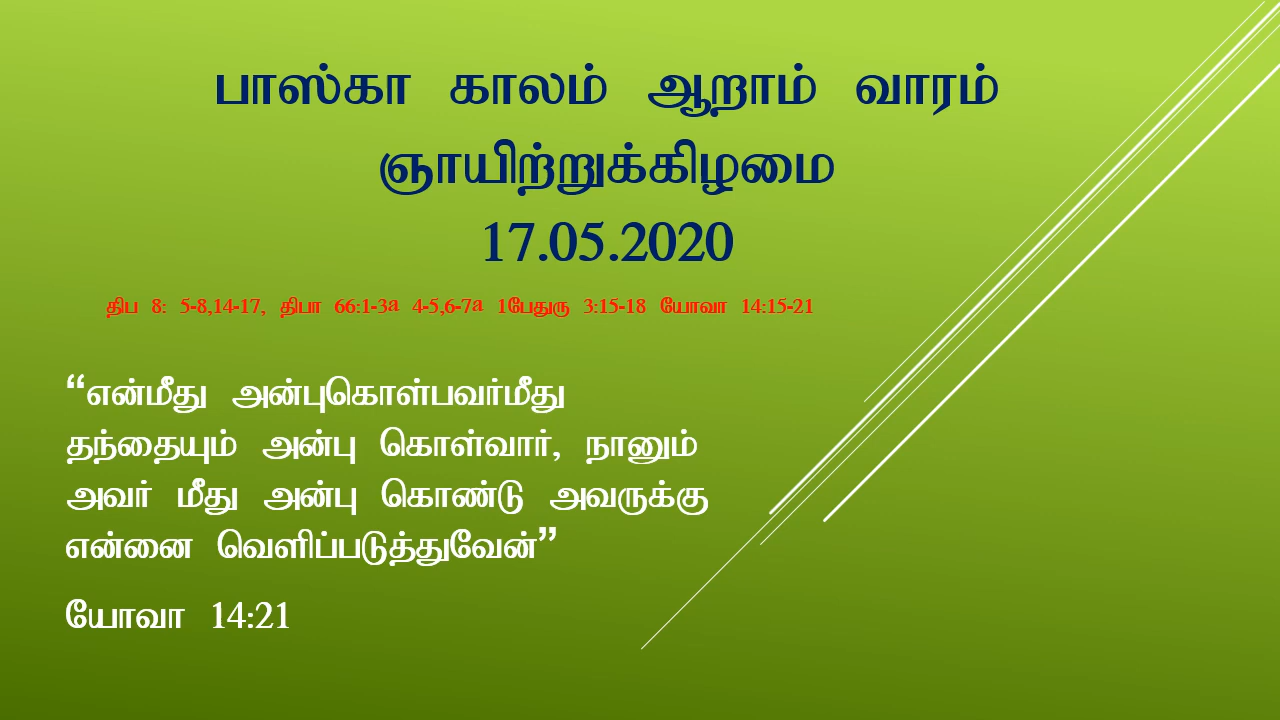 பாஸ்கா காலம் ஆறாம் வாரம்
ஞாயிற்றுக்கிழமை
17.05.2020
திப 8: 5-8,14-17, திபா 66:1-3a 4-5,6-7a 1பேதுரு 3:15-18 யோவா 14:15-21
“என்மீது அன்புகொள்பவர்மீது
தந்தையும் அன்பு கொள்வார், நானும்
அவர் மீது அன்பு கொண்டு அவருக்கு
என்னை வெளிப்படுத்துவேன்”
யோவா 14:21